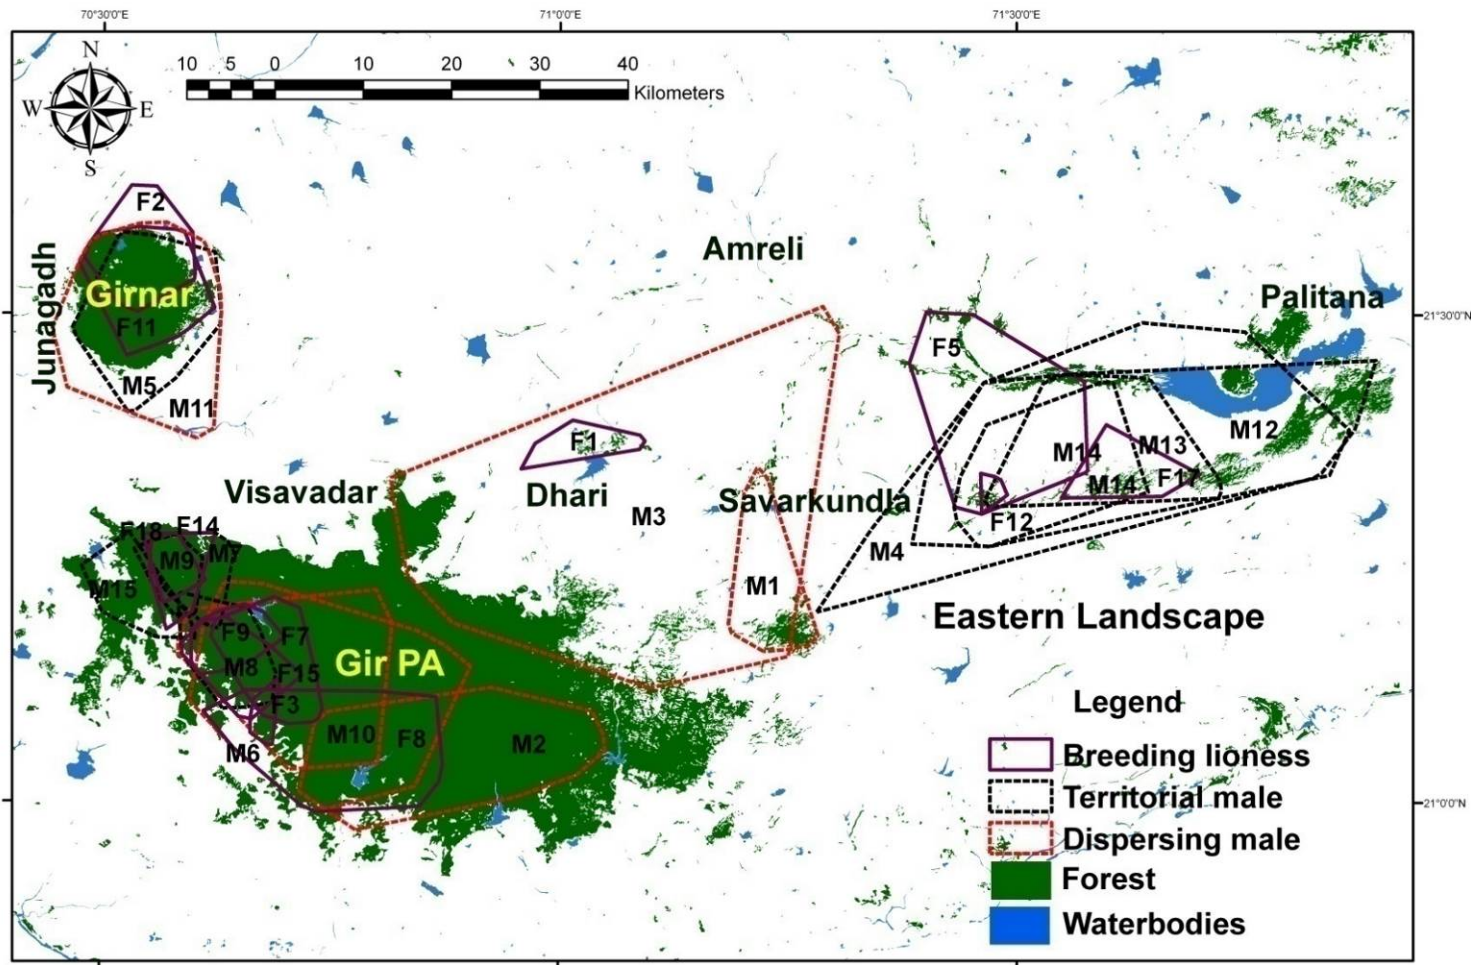 70°30'0"E 71°0'0"E 71°30'0"E
N
10 5 0 10 20 30 40
Kilometers
W E
S
F2
Amreli
Junagadh
Girnar
Palitana
21°30'0"N
F11
F5
M5
M11
F1
M12
M14
M13
Visavadar
Dhari
Savarkundla
M14
F17
M3
F12
F18
F14
M9
M7
M4
M15
M1
Eastern Landscape
F9
F7
Gir PA
M8
F15
F3
M10
F8
M2
M6
Legend
Breeding lioness
Territorial male
Dispersing male
21°0'0"N
Forest
Waterbodies